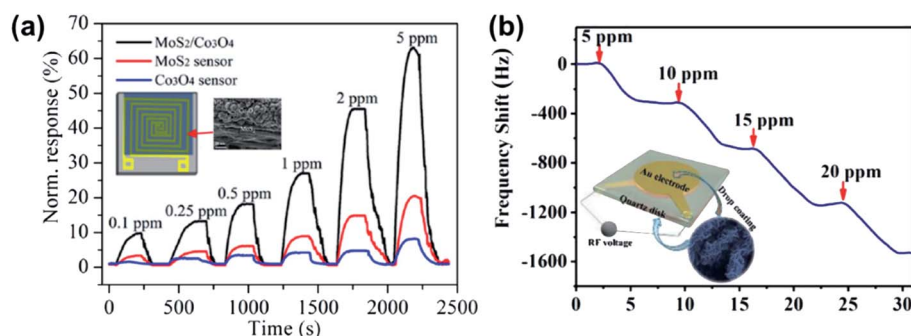 (a)
70
60
50
40
30
20
10
0
Norm. response (%)
MoS2/Co3O4
MoS2 sensor
Co3O4 sensor
0.1 ppm
0.25 ppm
0.5 ppm
1 ppm
2 ppm
5 ppm
0 500 1000 1500 2000 2500
Time (s)
(b)
0
-400
-800
-1200
-1600
Frequency Shift (Hz)
5 ppm
10 ppm
15 ppm
20 ppm
Au electrode
Quartz disk
Drop coating
RF voltage
0 5 10 15 20 25 30